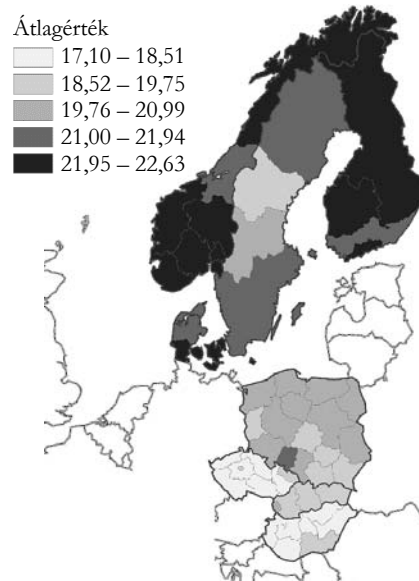 Átlagérték
17,10 – 18,51
18,52 – 19,75
19,76 – 20,99
21,00 – 21,94
21,95 – 22,63